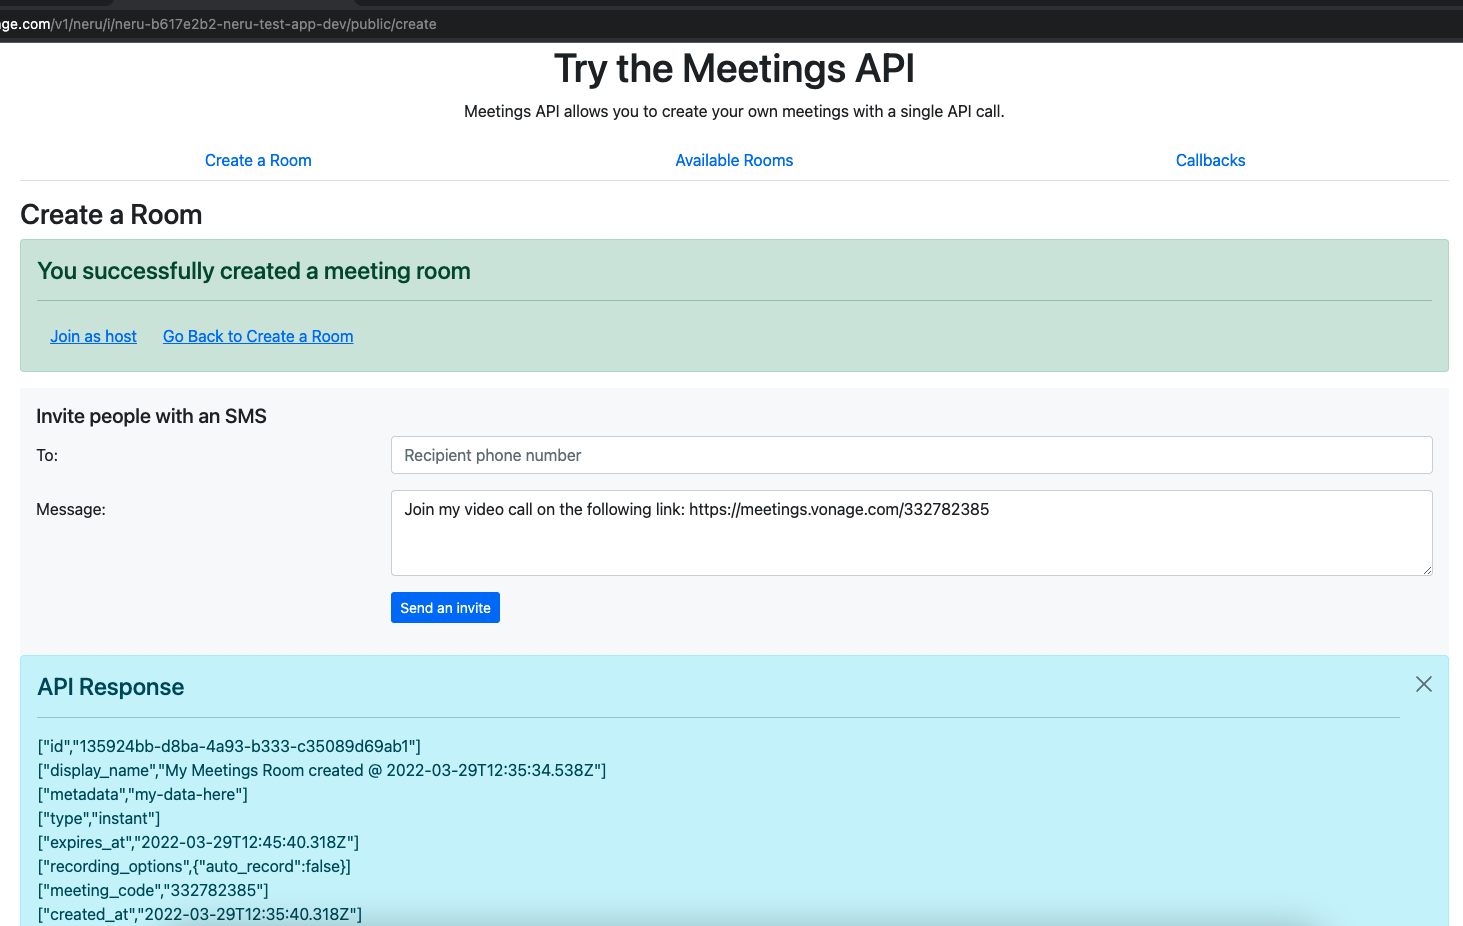 age.com/v1/neru/i/neru-b617e2b2-neru-test-app-dev/public/create
Try the Meetings API
Meetings API allows you to create your own meetings with a single API call.
Create a Room Available Rooms Callbacks
Create a Room
You successfully created a meeting room
Join as host Go Back to Create a Room
Invite people with an SMS
To: Recipient phone number
Message: Join my video call on the following link: https://meetings.vonage.com/332782385
Send an invite
API Response
["id","135924bb-d8ba-4a93-b333-c35089d69ab1"]
["display_name","My Meetings Room created @ 2022-03-29T12:35:34.538Z"]
["metadata","my-data-here"]
["type","instant"]
["expires_at","2022-03-29T12:45:40.318Z"]
["recording_options",{"auto_record":false}]
["meeting_code","332782385"]
["created_at","2022-03-29T12:35:40.318Z"]